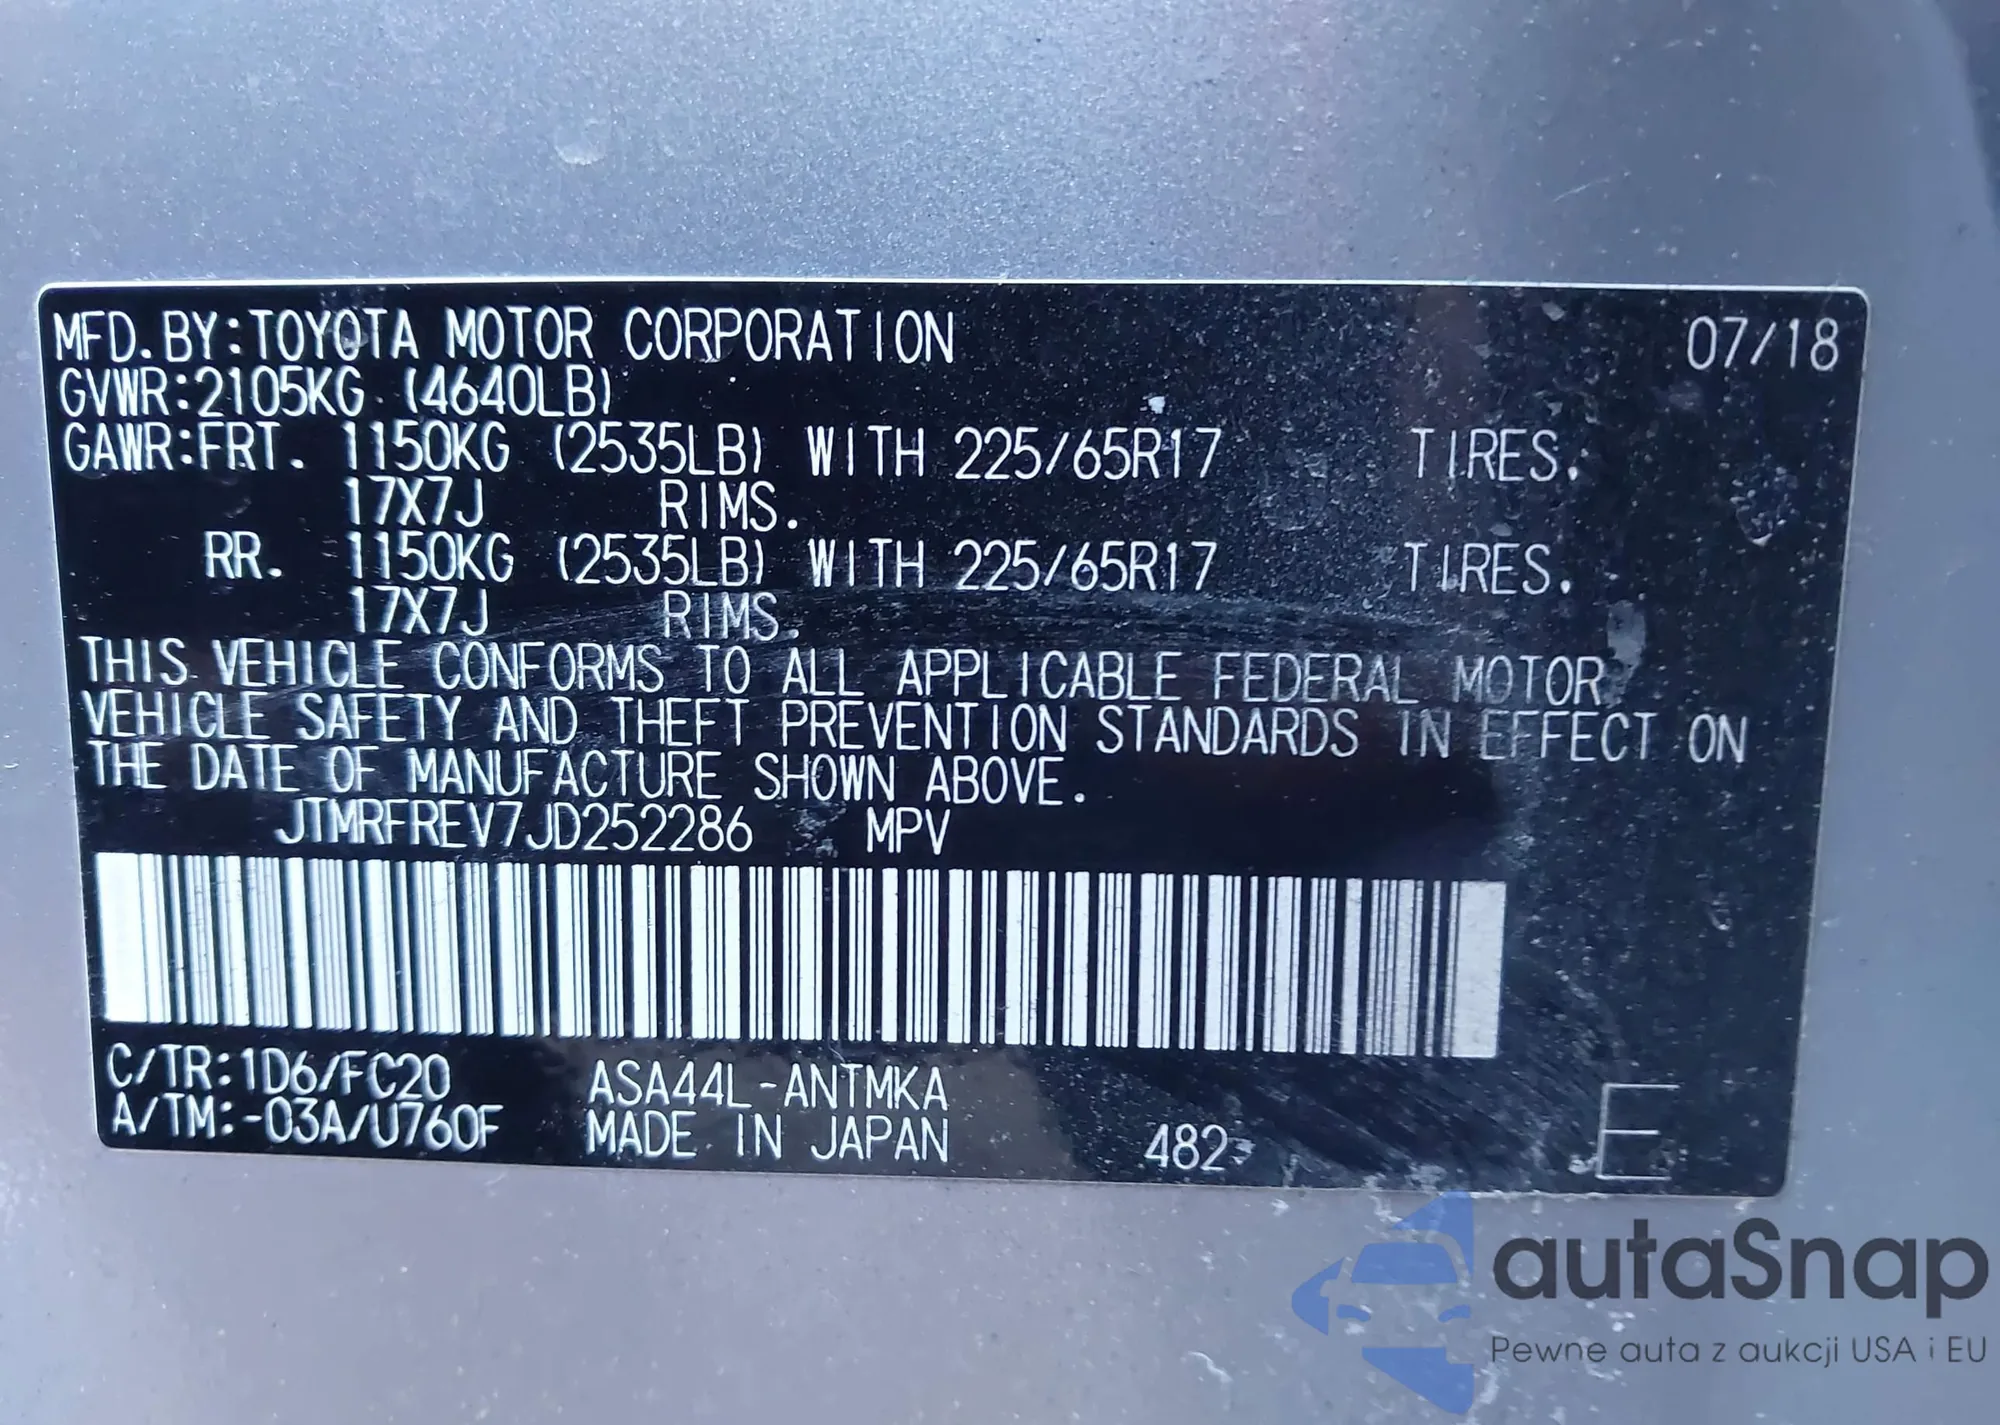 MFD.BY:TOYOTA MOTOR CORPORATION 07/18
GVWR:2105KG (4640LB)
GAWR:FRT. 1150KG (2535LB) WITH 225/65R17 TIRES.
17X7J RIMS.
RR. 1150KG (2535LB) WITH 225/65R17 TIRES.
17X7J RIMS.
THIS VEHICLE CONFORMS TO ALL APPLICABLE FEDERAL MOTOR
VEHICLE SAFETY AND THEFT PREVENTION STANDARDS IN EFFECT ON
THE DATE OF MANUFACTURE SHOWN ABOVE.
JTMRFREV7JD252286 MPV
C/TR:1D6/FC20 ASA44L-ANTMKA
A/TM:-03A/U760F MADE IN JAPAN 482 E
autaSnap
Pewne auta z aukcji USA i EU